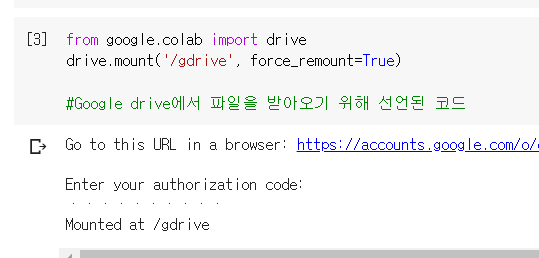 [3] from google.colab import drive
drive.mount('/gdrive', force_remount=True)
#Google drive에서 파일을 받아오기 위해 선언된 코드
Go to this URL in a browser: https://accounts.google.com/o/
Enter your authorization code:
··········
Mounted at /gdrive